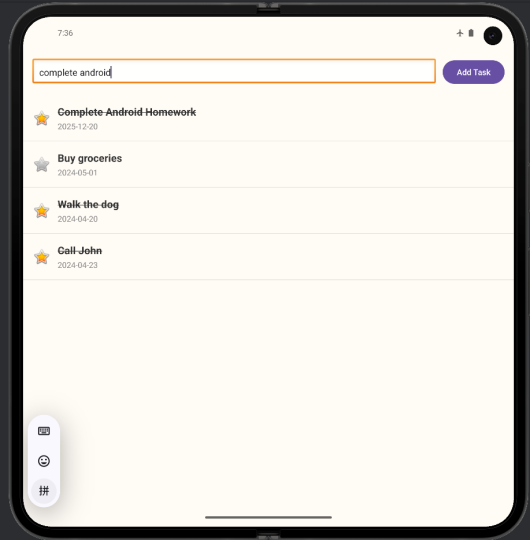 7:36
complete android
Add Task
Complete Android Homework
2025-12-20
Buy groceries
2024-05-01
Walk the dog
2024-04-20
Call John
2024-04-23
拼